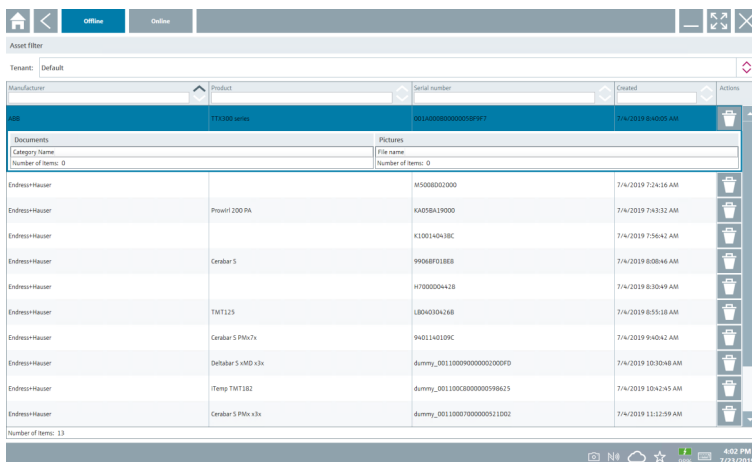 Offline Online
Asset filter
Tenant: Default
Manufacturer Product Serial number Created Actions
ABB TTX300 series 7/4/2019 8:40:05 AM
Documents Pictures
Category Name File name
Number of items: 0 Number of items: 0
Endress+Hauser M5008D02000 7/4/2019 7:24:16 AM
Endress+Hauser Prowirl 200 PA KA05BA19000 7/4/2019 7:43:32 AM
Endress+Hauser K10014043BC 7/4/2019 7:56:42 AM
Endress+Hauser Cerabar S 9906BF01BEB 7/4/2019 8:08:46 AM
Endress+Hauser H7000D04428 7/4/2019 8:30:49 AM
Endress+Hauser TMT125 LB04030426B 7/4/2019 8:55:18 AM
Endress+Hauser Cerabar S PMx7x 9401140109C 7/4/2019 9:40:42 AM
Endress+Hauser Deltabar S xMD x3x dummy_00110009000000200DFD 7/4/2019 10:30:48 AM
Endress+Hauser iTemp TMT182 dummy_001100C8000000598625 7/4/2019 10:42:45 AM
Endress+Hauser Cerabar S PMx x3x dummy_00110007000000521D02 7/4/2019 11:12:59 AM
Number of items: 13
4:02 PM